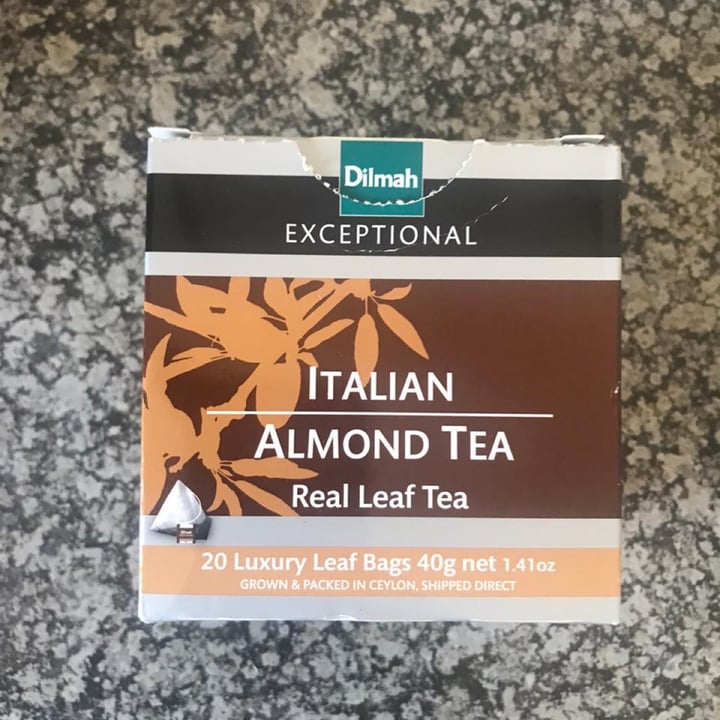 Dilmah
EXCEPTIONAL
ITALIAN
ALMOND TEA
Real Leaf Tea
Dilmah
20 Luxury Leaf Bags 40g net 1.41oz
GROWN & PACKED IN CEYLON, SHIPPED DIRECT